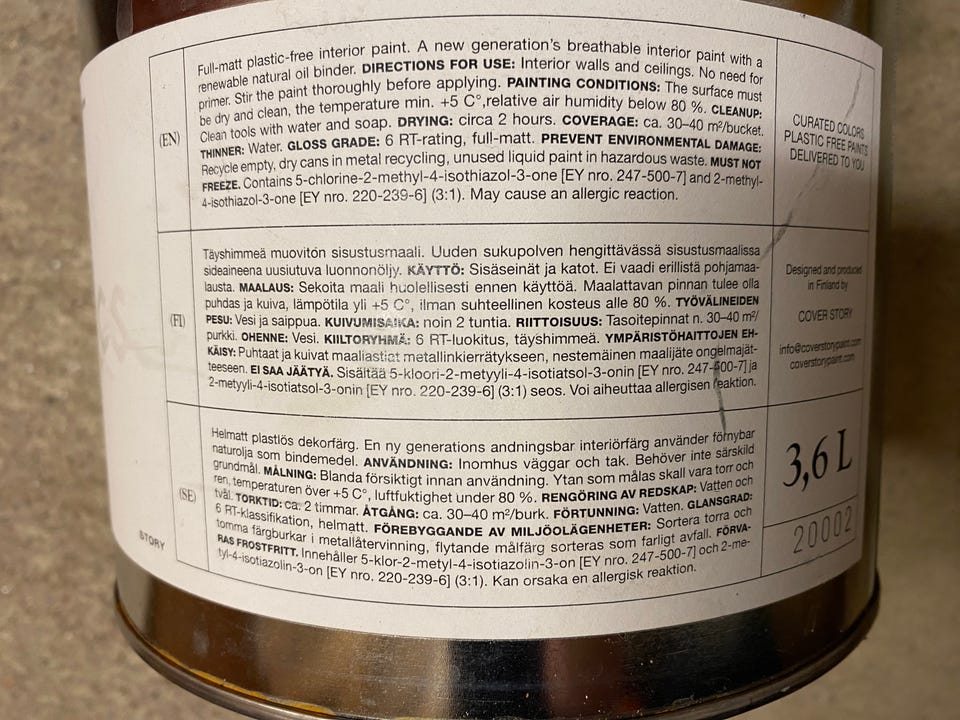 (EN)
Full-matt plastic-free interior paint. A new generation's breathable interior paint with a
renewable natural oil binder. DIRECTIONS FOR USE: Interior walls and ceilings. No need for
primer. Stir the paint thoroughly before applying. PAINTING CONDITIONS: The surface must
be dry and clean, the temperature min. +5 C°,relative air humidity below 80 %. CLEANUP:
Clean tools with water and soap. DRYING: circa 2 hours. COVERAGE: ca. 30–40 m²/bucket.
THINNER: Water. GLOSS GRADE: 6 RT-rating, full-matt. PREVENT ENVIRONMENTAL DAMAGE:
Recycle empty, dry cans in metal recycling, unused liquid paint in hazardous waste. MUST NOT
FREEZE. Contains 5-chlorine-2-methyl-4-isothiazol-3-one [EY nro. 247-500-7] and 2-methyl-
4-isothiazol-3-one [EY nro. 220-239-6] (3:1). May cause an allergic reaction.
CURATED COLORS
PLASTIC FREE PAINTS
DELIVERED TO YOU
(FI)
Täyshimmeä muovitön sisustusmaali. Uuden sukupolven hengittävässä sisustusmaalissa
sideaineena uusiutuva luonnonöljy. KÄYTTÖ: Sisäseinät ja katot. Ei vaadi erillistä pohjamaa-
lausta. MAALAUS: Sekoita maali huolellisesti ennen käyttöä. Maalattavan pinnan tulee olla
puhdas ja kuiva, lämpötila yli +5 C°, ilman suhteellinen kosteus alle 80 %. TYÖVÄLINEIDEN
PESU: Vesi ja saippua. KUIVUMISAIKA: noin 2 tuntia. RIITTOISUUS: Tasoitepinnat n. 30–40 m²/
purkki. OHENNE: Vesi. KIILTORYHMÄ: 6 RT-luokitus, täyshimmeä. YMPÄRISTÖHAITTOJEN EH-
KÄISY: Puhtaat ja kuivat maaliastiat metallinkierrätykseen, nestemäinen maalijäte ongelmajät-
teeseen. EI SAA JÄÄTYÄ. Sisältää 5-kloori-2-metyyli-4-isotiatsol-3-onin [EY nro. 247-500-7] ja
2-metyyli-4-isotiatsol-3-onin [EY nro. 220-239-6] (3:1) seos. Voi aiheuttaa allergisen reaktion.
Designed and produced
in Finland by
COVER STORY
info@coverstorypaint.com
coverstorypaint.com
(SE)
Helmatt plastlös dekorfärg. En ny generations andningsbar interiörfärg använder förnybar
naturolja som bindemedel. ANVÄNDNING: Inomhus väggar och tak. Behöver inte särskild
grundmål. MÅLNING: Blanda försiktigt innan användning. Ytan som målas skall vara torr och
ren, temperaturen över +5 C°, luftfuktighet under 80 %. RENGÖRING AV REDSKAP: Vatten och
tvål. TORKTID: ca. 2 timmar. ÅTGÅNG: ca. 30–40 m²/burk. FÖRTUNNING: Vatten. GLANSGRAD:
6 RT-klassifikation, helmatt. FÖREBYGGANDE AV MILJÖOLÄGENHETER: Sortera torra och
tomma färgburkar i metallåtervinning, flytande målfärg sorteras som farligt avfall. FÖRVA-
RAS FROSTFRITT. Innehåller 5-klor-2-metyl-4-isotiazolin-3-on [EY nro. 247-500-7] och 2-me-
tyl-4-isotiazolin-3-on [EY nro. 220-239-6] (3:1). Kan orsaka en allergisk reaktion.
3,6 L
20002
STORY